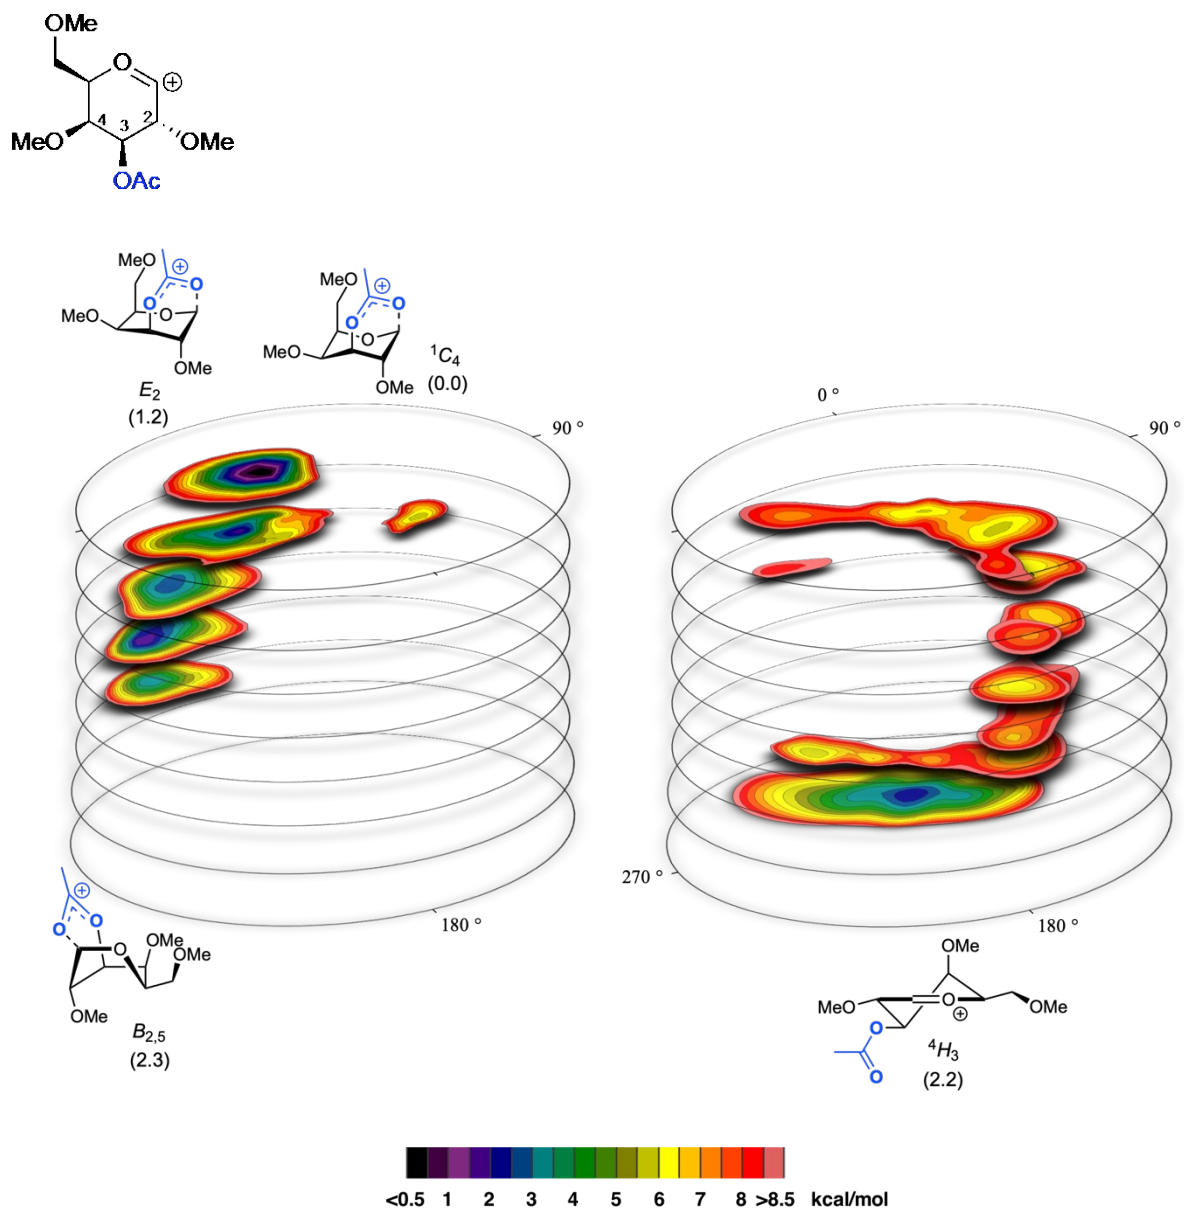 OMe
O
⊕
4
3
2
MeO
OMe
OAc
MeO
⊕
O
O
MeO
O
OMe
E2
(1.2)
MeO
⊕
O
O
MeO
O
OMe
1C4
(0.0)
90 °
0 °
90 °
270 °
180 °
180 °
⊕
O
O
O
OMe
OMe
OMe
B2,5
(2.3)
OMe
MeO
O
⊕
OMe
O
O
4H3
(2.2)
<0.5 1 2 3 4 5 6 7 8 >8.5 kcal/mol